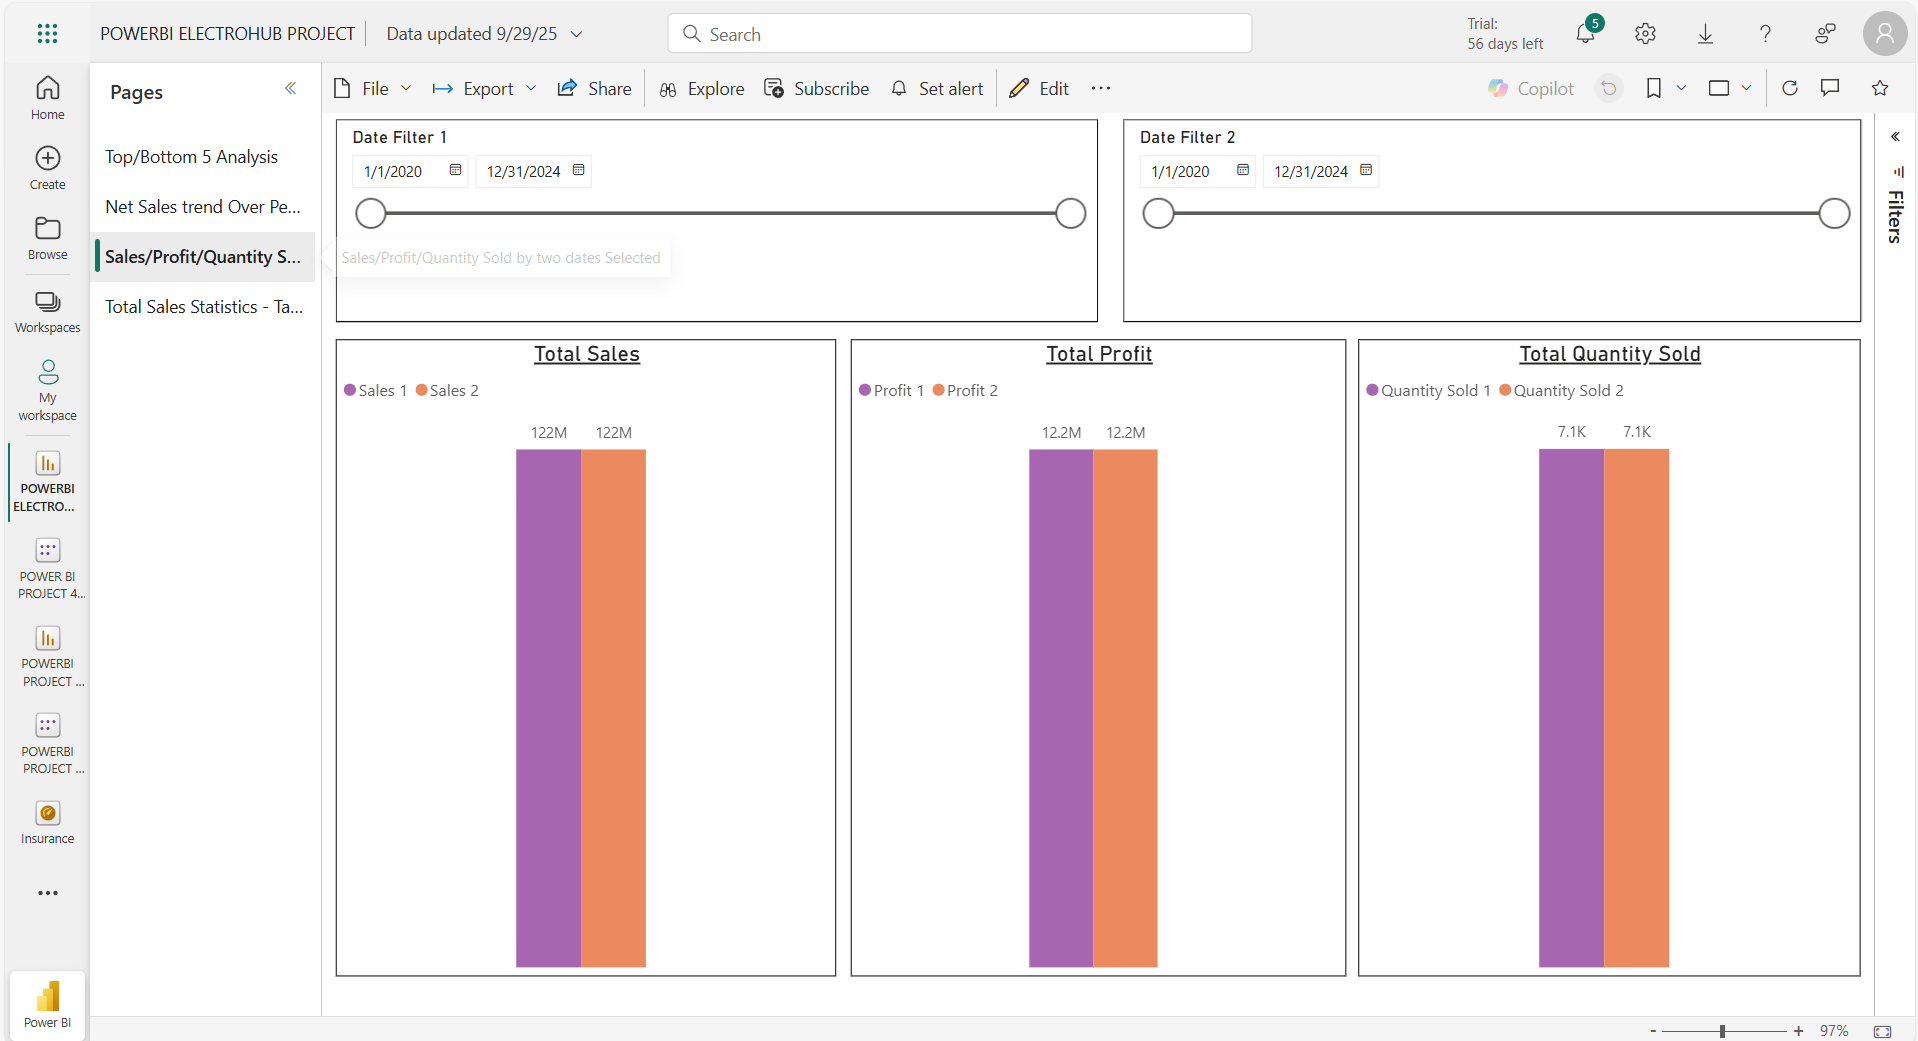 POWERBI ELECTROHUB PROJECT
Data updated 9/29/25
Search
Trial:
56 days left
5
Home
Create
Browse
Workspaces
My
workspace
POWERBI
ELECTRO...
POWER BI
PROJECT 4...
POWERBI
PROJECT ...
POWERBI
PROJECT ...
Insurance
Power BI
Pages
Top/Bottom 5 Analysis
Net Sales trend Over Pe...
Sales/Profit/Quantity S...
Total Sales Statistics - Ta...
File
Export
Share
Explore
Subscribe
Set alert
Edit
Copilot
Date Filter 1
1/1/2020 12/31/2024
Sales/Profit/Quantity Sold by two dates Selected
Date Filter 2
1/1/2020 12/31/2024
Filters
Total Sales
Sales 1 Sales 2
122M 122M
Total Profit
Profit 1 Profit 2
12.2M 12.2M
Total Quantity Sold
Quantity Sold 1 Quantity Sold 2
7.1K 7.1K
- + 97%